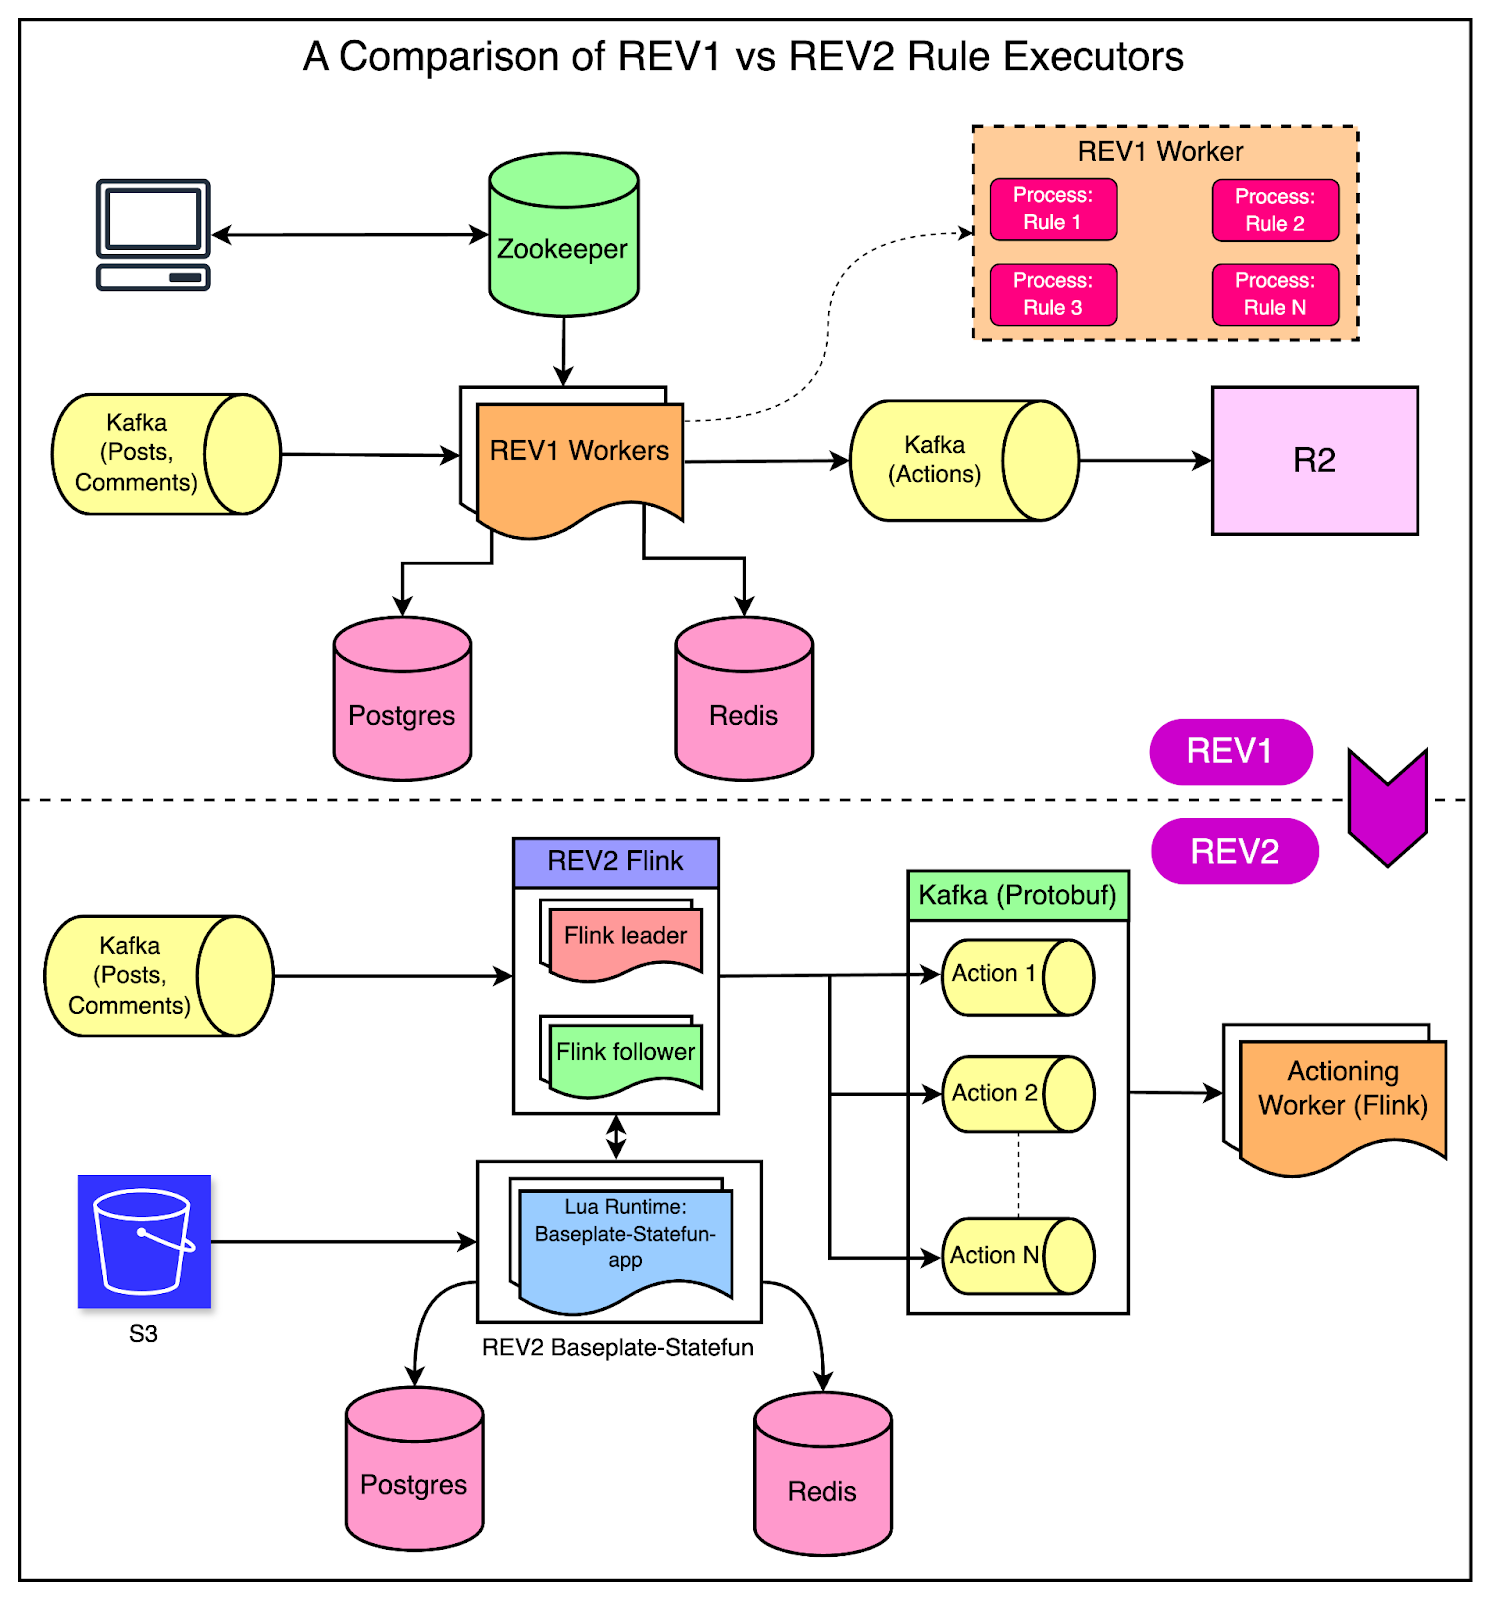 A Comparison of REV1 vs REV2 Rule Executors
REV1 Worker
Process:
Rule 1
Process:
Rule 2
Process:
Rule 3
Process:
Rule N
Zookeeper
Kafka
(Posts,
Comments)
REV1 Workers
Kafka
(Actions)
R2
Postgres
Redis
REV1
REV2
REV2 Flink
Flink leader
Flink follower
Kafka
(Posts,
Comments)
Kafka (Protobuf)
Action 1
Action 2
Action N
Actioning
Worker (Flink)
S3
Lua Runtime:
Baseplate-Statefun-
app
REV2 Baseplate-Statefun
Postgres
Redis